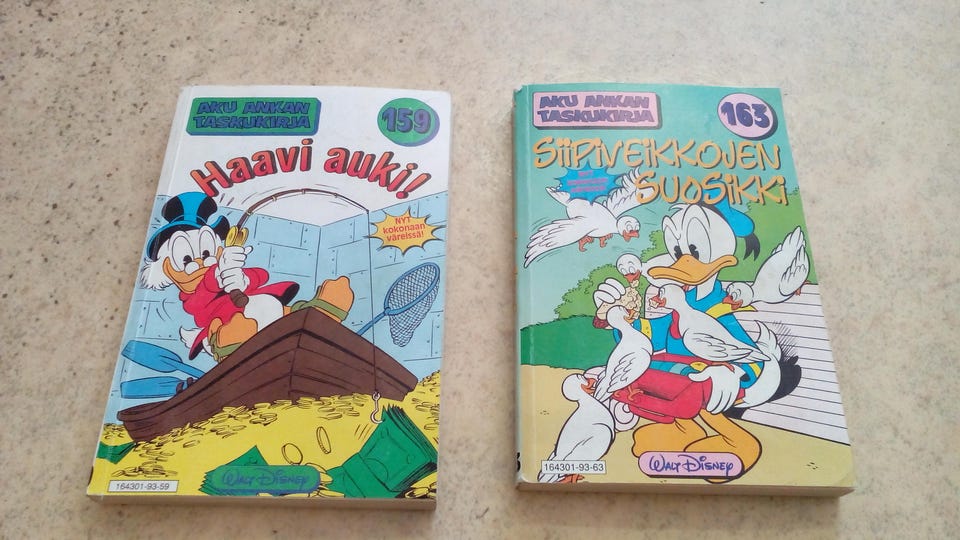 AKU ANKAN
TASKUKIRJA
159
Haavi auki!
NYT
kokonaan
väreissä!
164301-93-59
WALT DISNEY
AKU ANKAN
TASKUKIRJA
163
SiiPiVEiKKOJEN
SUOSiKKi
164301-93-63
WALT DISNEY